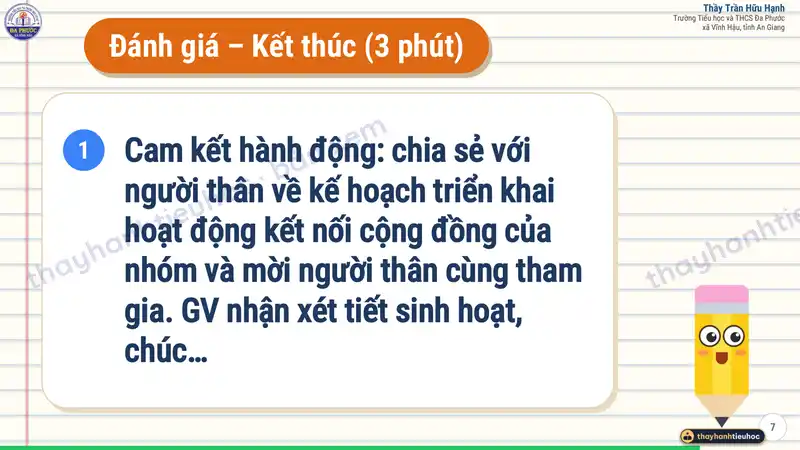 Thầy Trần Hữu Hạnh
Trường Tiểu học và THCS Đa Phước
xã Vĩnh Hậu, tỉnh An Giang
ĐA PHƯỚC
Đánh giá – Kết thúc (3 phút)
1
Cam kết hành động: chia sẻ với
người thân về kế hoạch triển khai
hoạt động kết nối cộng đồng của
nhóm và mời người thân cùng tham
gia. GV nhận xét tiết sinh hoạt,
chúc...
7
thayhanhtieuhoc